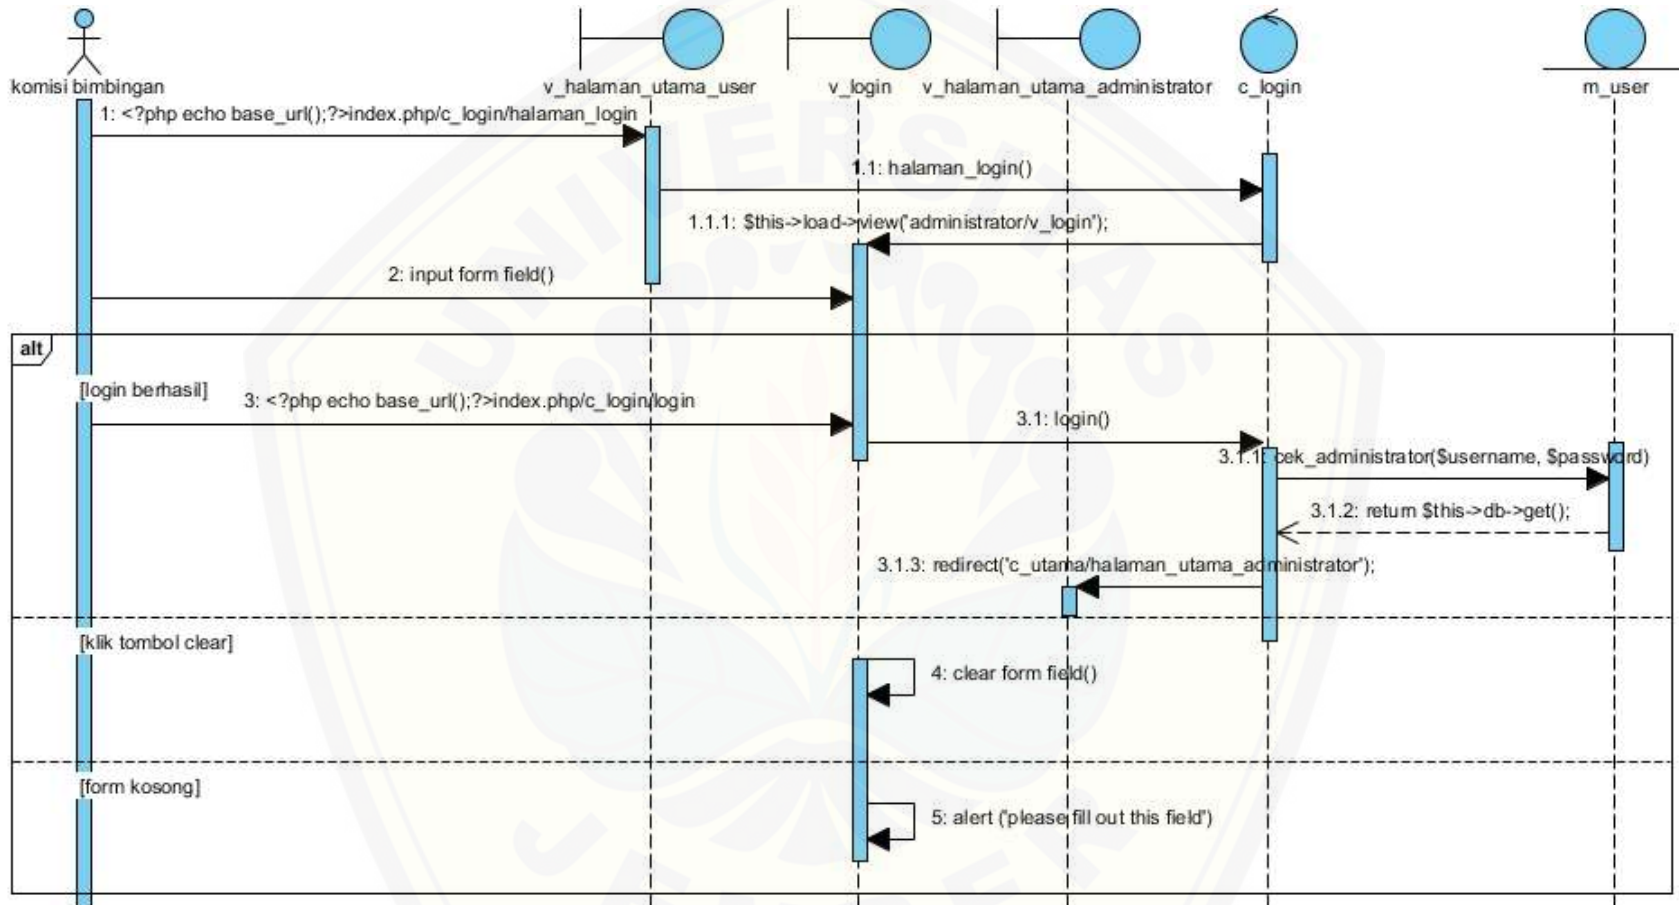 komisi bimbingan
v_halaman_utama_user
v_login
v_halaman_utama_administrator
c_login
m_user
1: <?php echo base_url();?>index.php/c_login/halaman_login
1.1: halaman_login()
1.1.1: $this->load->view('administrator/v_login');
2: input form field()
alt
[login berhasil]
3: <?php echo base_url();?>index.php/c_login/login
3.1: login()
3.1.1: cek_administrator($username, $password)
3.1.2: return $this->db->get();
3.1.3: redirect('c_utama/halaman_utama_administrator');
[klik tombol clear]
4: clear form field()
[form kosong]
5: alert ('please fill out this field')
UNIVERSITAS
JEMBER